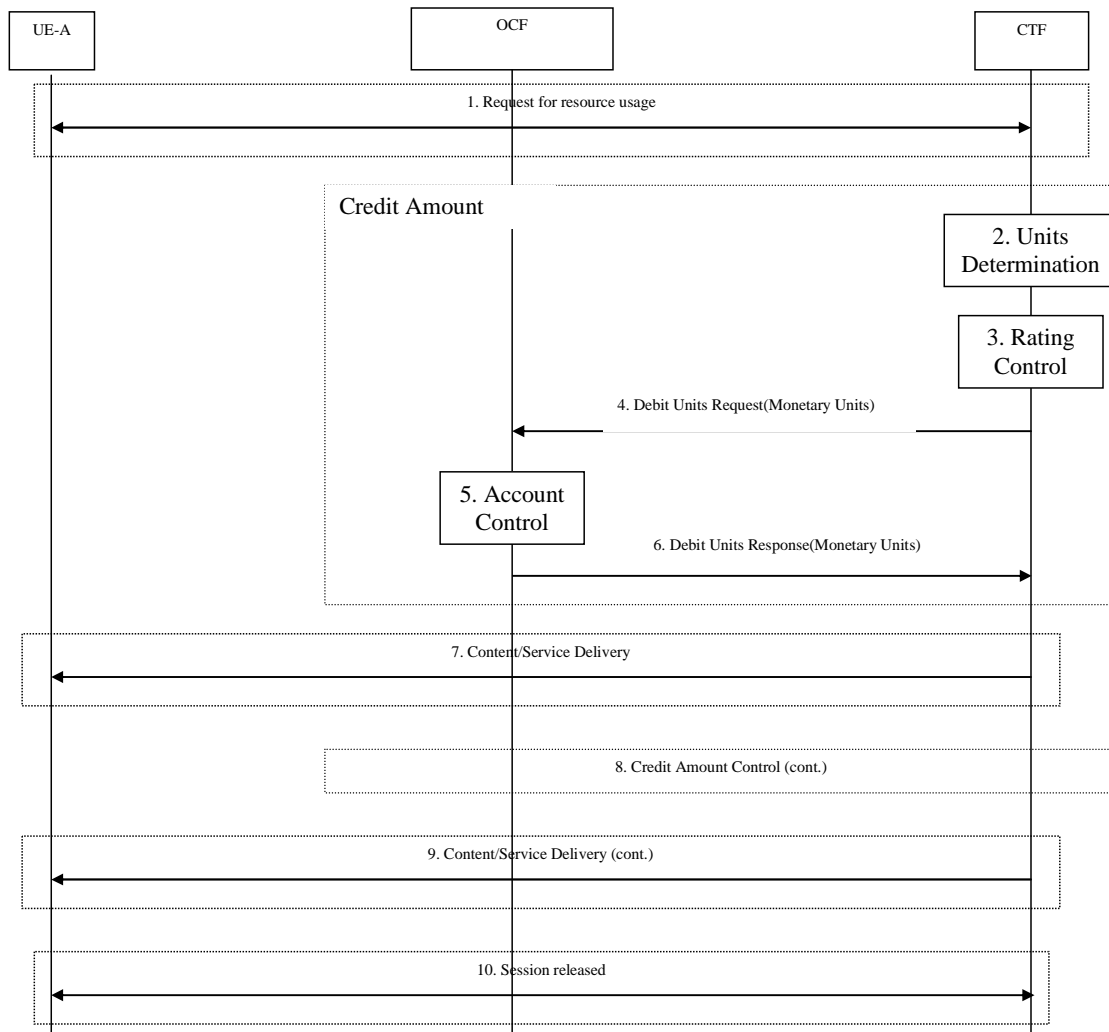 UE-A
OCF
CTF
1. Request for resource usage
Credit Amount
2. Units
Determination
3. Rating
Control
4. Debit Units Request(Monetary Units)
5. Account
Control
6. Debit Units Response(Monetary Units)
7. Content/Service Delivery
8. Credit Amount Control (cont.)
9. Content/Service Delivery (cont.)
10. Session released